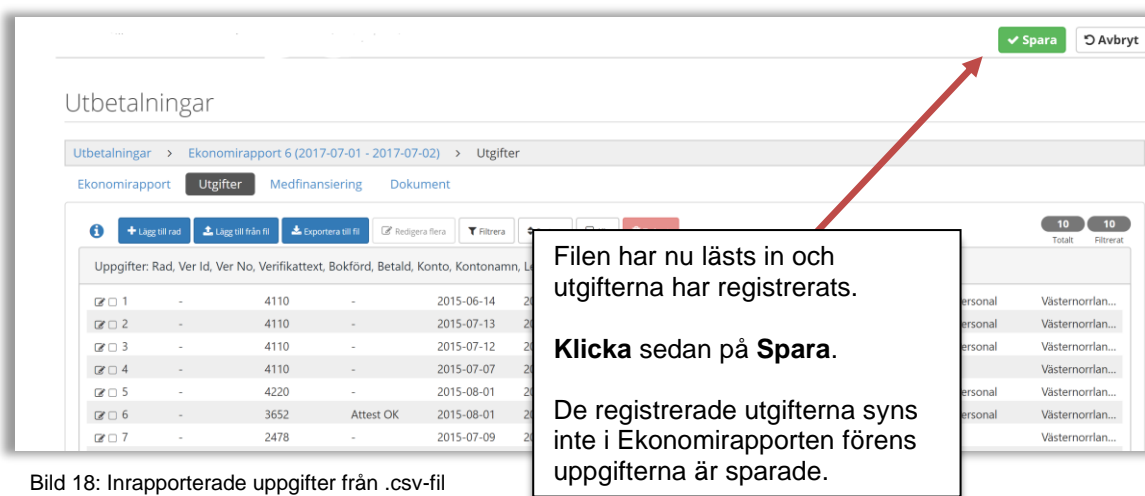 Spara Avbryt
Utbetalningar
Utbetalningar > Ekonomirapport 6 (2017-07-01 - 2017-07-02) > Utgifter
Ekonomirapport Utgifter Medfinansiering Dokument
Lägg till rad Lägg till från fil Exportera till fil Redigera flera Filtrera
10 10
Totalt Filtrerat
Uppgifter: Rad, Ver Id, Ver No, Verifikattext, Bokförd, Betald, Konto, Kontonamn,
1 - 4110 - 2015-06-14 ersonal Västernorrlan...
2 - 4110 - 2015-07-13 ersonal Västernorrlan...
3 - 4110 - 2015-07-12 ersonal Västernorrlan...
4 - 4110 - 2015-07-07 Västernorrlan...
5 - 4220 - 2015-08-01 ersonal Västernorrlan...
6 - 3652 Attest OK 2015-08-01 ersonal Västernorrlan...
7 - 2478 - 2015-07-09 Västernorrlan...
Filen har nu lästs in och
utgifterna har registrerats.
Klicka sedan på Spara.
De registrerade utgifterna syns
inte i Ekonomirapporten förens
uppgifterna är sparade.
Bild 18: Inrapporterade uppgifter från .csv-fil